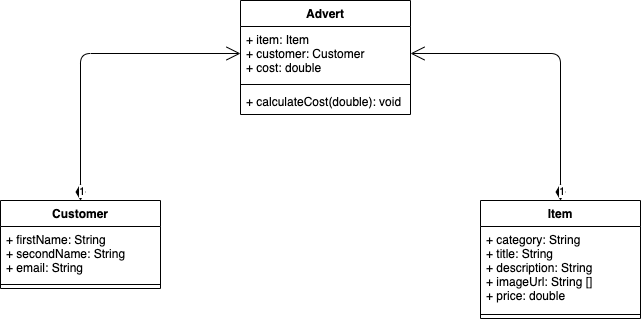 Advert
+ item: Item
+ customer: Customer
+ cost: double
+ calculateCost(double): void
1
1
Customer
+ firstName: String
+ secondName: String
+ email: String
Item
+ category: String
+ title: String
+ description: String
+ imageUrl: String []
+ price: double